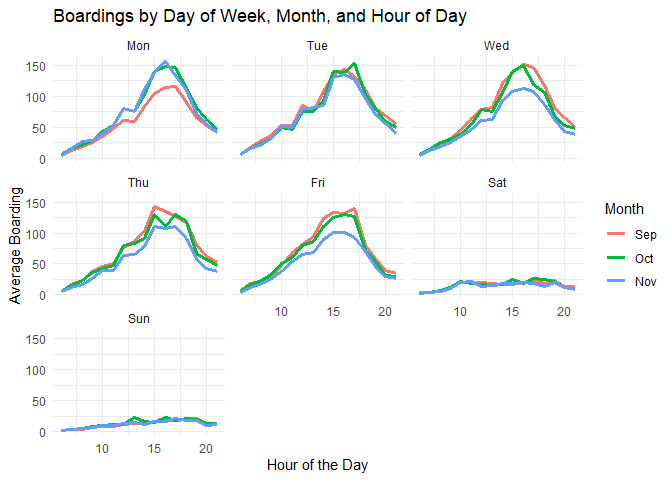 Boardings by Day of Week, Month, and Hour of Day
Mon Tue Wed
150
100
50
0
Thu Fri Sat
150
100
50
0
10 15 20 10 15 20
Sun
150
100
50
0
10 15 20
Average Boarding
Hour of the Day
Month
Sep
Oct
Nov